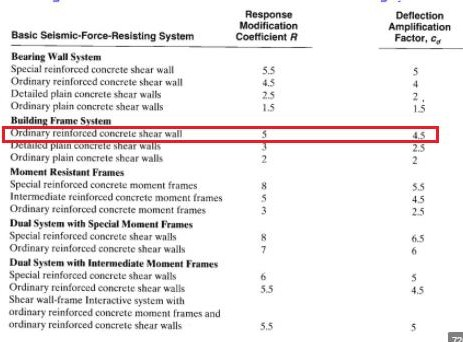 Basic Seismic-Force-Resisting System Response Modification Coefficient R Deflection Amplification Factor, c_d
Bearing Wall System
Special reinforced concrete shear wall 5.5 5
Ordinary reinforced concrete shear wall 4.5 4
Detailed plain concrete shear walls 2.5 2
Ordinary plain concrete shear walls 1.5 1.5
Building Frame System
Ordinary reinforced concrete shear wall 5 4.5
Detailed plain concrete shear walls 3 2.5
Ordinary plain concrete shear walls 2 2
Moment Resistant Frames
Special reinforced concrete moment frames 8 5.5
Intermediate reinforced concrete moment frames 5 4.5
Ordinary reinforced concrete moment frames 3 2.5
Dual System with Special Moment Frames
Special reinforced concrete shear walls 8 6.5
Ordinary reinforced concrete shear walls 7 6
Dual System with Intermediate Moment Frames
Special reinforced concrete shear walls 6 5
Ordinary reinforced concrete shear walls 5.5 4.5
Shear wall-frame Interactive system with
ordinary reinforced concrete moment frames and
ordinary reinforced concrete shear walls 5.5 5